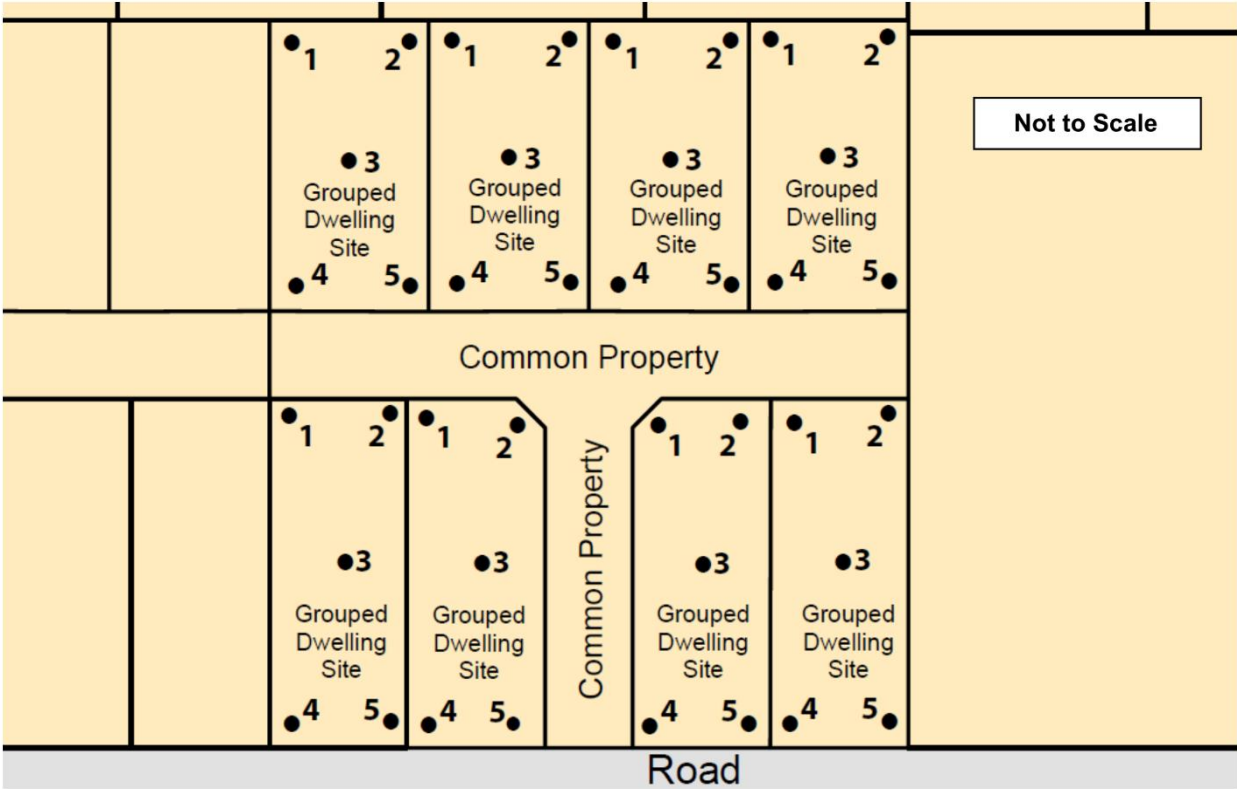 1 2 1 2 1 2 1 2
Not to Scale
3 3 3 3
Grouped Grouped Grouped Grouped
Dwelling Dwelling Dwelling Dwelling
Site Site Site Site
4 5 4 5 4 5 4 5
Common Property
1 2 1 2 1 2 1 2
Common Property
3 3 3 3
Grouped Grouped Grouped Grouped
Dwelling Dwelling Dwelling Dwelling
Site Site Site Site
4 5 4 5 4 5 4 5
Road